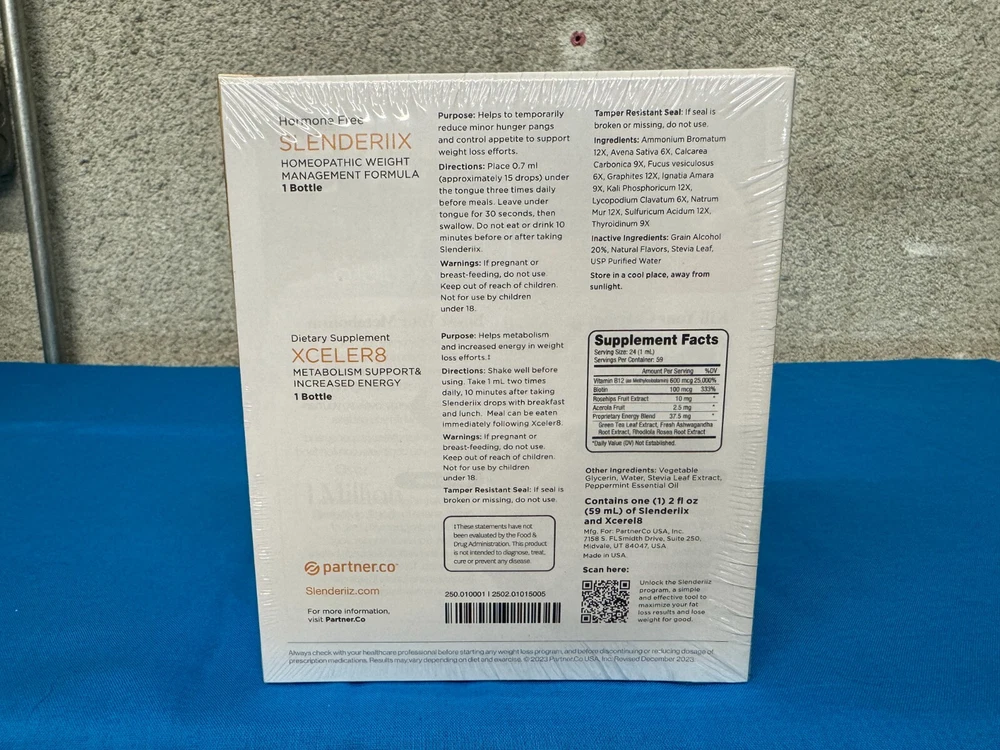 Hormone Free
SLENDERIIX
HOMEOPATHIC WEIGHT
MANAGEMENT FORMULA
1 Bottle
Purpose: Helps to temporarily
reduce minor hunger pangs
and control appetite to support
weight loss efforts.
Directions: Place 0.7 ml
(approximately 15 drops) under
the tongue three times daily
before meals. Leave under
tongue for 30 seconds, then
swallow. Do not eat or drink 10
minutes before or after taking
Slenderiix.
Warnings: If pregnant or
breast-feeding, do not use.
Keep out of reach of children.
Not for use by children
under 18.
Tamper Resistant Seal: If seal is
broken or missing, do not use.
Ingredients: Ammonium Bromatum
12X, Avena Sativa 6X, Calcarea
Carbonica 9X, Fucus vesiculosus
6X, Graphites 12X, Ignatia Amara
9X, Kali Phosphoricum 12X,
Lycopodium Clavatum 6X, Natrum
Mur 12X, Sulfuricum Acidum 12X,
Thyroidinum 9X
Inactive Ingredients: Grain Alcohol
20%, Natural Flavors, Stevia Leaf,
USP Purified Water
Store in a cool place, away from
sunlight.
Dietary Supplement
XCELER8
METABOLISM SUPPORT&
INCREASED ENERGY
1 Bottle
Purpose: Helps metabolism
and increased energy in weight
loss efforts.‡
Directions: Shake well before
using. Take 1 mL two times
daily, 10 minutes after taking
Slenderiix drops with breakfast
and lunch. Meal can be eaten
immediately following Xceler8.
Warnings: If pregnant or
breast-feeding, do not use.
Keep out of reach of children.
Not for use by children
under 18.
Tamper Resistant Seal: If seal is
broken or missing, do not use.
‡These statements have not
been evaluated by the Food &
Drug Administration. This product
is not intended to diagnose, treat,
cure or prevent any disease.
250.010001 | 2502.01015005
Supplement Facts
Serving Size: 24 (1 mL)
Servings Per Container: 59
Amount Per Serving %DV
Vitamin B12 (as Methylcobalamin) 600 mcg 25,000%
Biotin 100 mcg 333%
Rosehips Fruit Extract 10 mg *
Acerola Fruit 2.5 mg *
Proprietary Energy Blend 37.5 mg *
Green Tea Leaf Extract, Fresh Ashwagandha
Root Extract, Rhodiola Rosea Root Extract
*Daily Value (DV) Not Established.
Other Ingredients: Vegetable
Glycerin, Water, Stevia Leaf Extract,
Peppermint Essential Oil
Contains one (1) 2 fl oz
(59 mL) of Slenderiix
and Xcerel8
Mfg. For: PartnerCo USA, Inc.
7158 S. FLSmidth Drive, Suite 250,
Midvale, UT 84047, USA
Made in USA.
Scan here:
Unlock the Slenderiiz
program, a simple
and effective tool to
maximize your fat
loss results and lose
weight for good.
partner.co
Slenderiiz.com
For more information,
visit Partner.Co
Always check with your healthcare professional before starting any weight loss program, and before discontinuing or reducing dosage of
prescription medications. Results may vary depending on diet and exercise. © 2023 PartnerCo USA, Inc. Revised December 2023